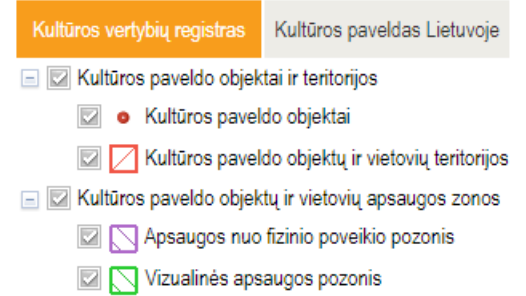 Kultūros vertybių registras Kultūros paveldas Lietuvoje
Kultūros paveldo objektai ir teritorijos
Kultūros paveldo objektai
Kultūros paveldo objektų ir vietovių teritorijos
Kultūros paveldo objektų ir vietovių apsaugos zonos
Apsaugos nuo fizinio poveikio pozonis
Vizualinės apsaugos pozonis